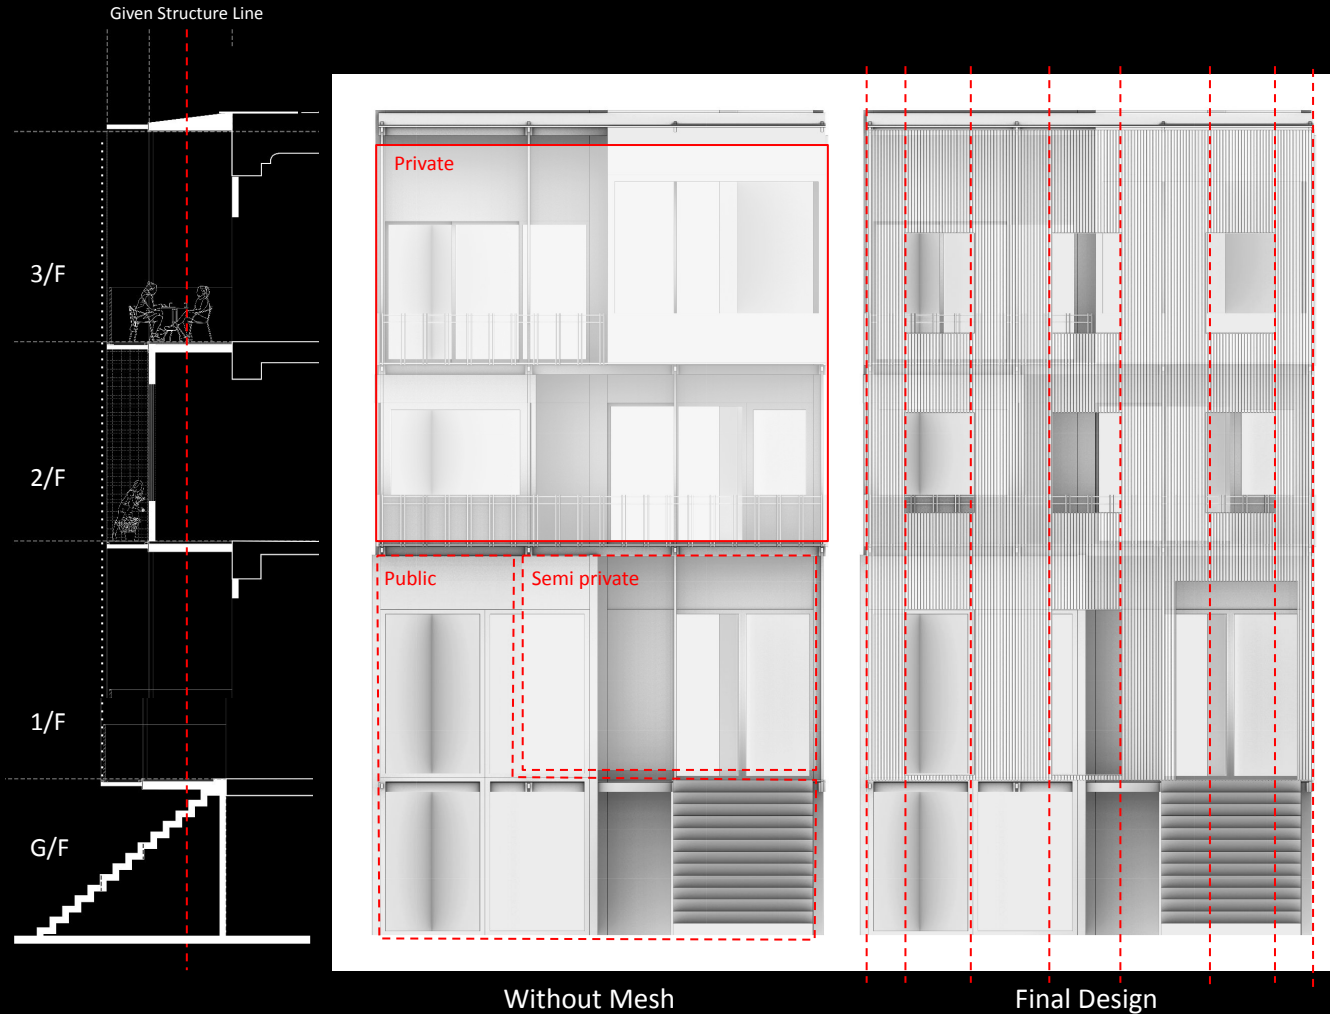 Given Structure Line
3/F
2/F
1/F
G/F
Private
Public
Semi private
Without Mesh
Final Design